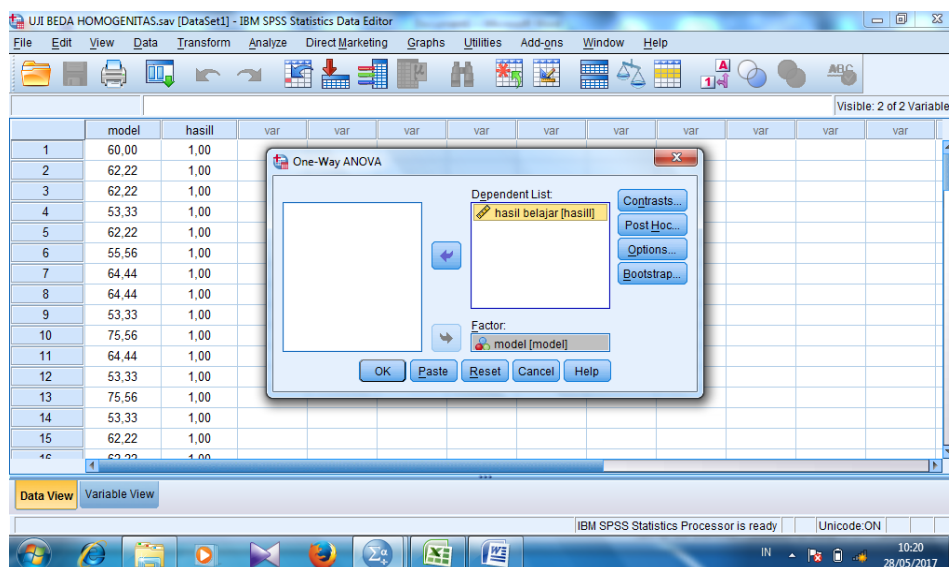 UJI BEDA HOMOGENITAS.sav [DataSet1] - IBM SPSS Statistics Data Editor
File Edit View Data Transform Analyze Direct Marketing Graphs Utilities Add-ons Window Help
Visible: 2 of 2 Variable
model hasill var var var var var var var var var var
1 60,00 1,00
2 62,22 1,00
3 62,22 1,00
4 53,33 1,00
5 62,22 1,00
6 55,56 1,00
7 64,44 1,00
8 64,44 1,00
9 53,33 1,00
10 75,56 1,00
11 64,44 1,00
12 53,33 1,00
13 75,56 1,00
14 53,33 1,00
15 62,22 1,00
16 62,22 1,00
One-Way ANOVA
Dependent List:
hasil belajar [hasill]
Contrasts...
Post Hoc...
Options...
Bootstrap...
Factor:
model [model]
OK Paste Reset Cancel Help
Data View Variable View
IBM SPSS Statistics Processor is ready Unicode:ON
IN 10:20
28/05/2017